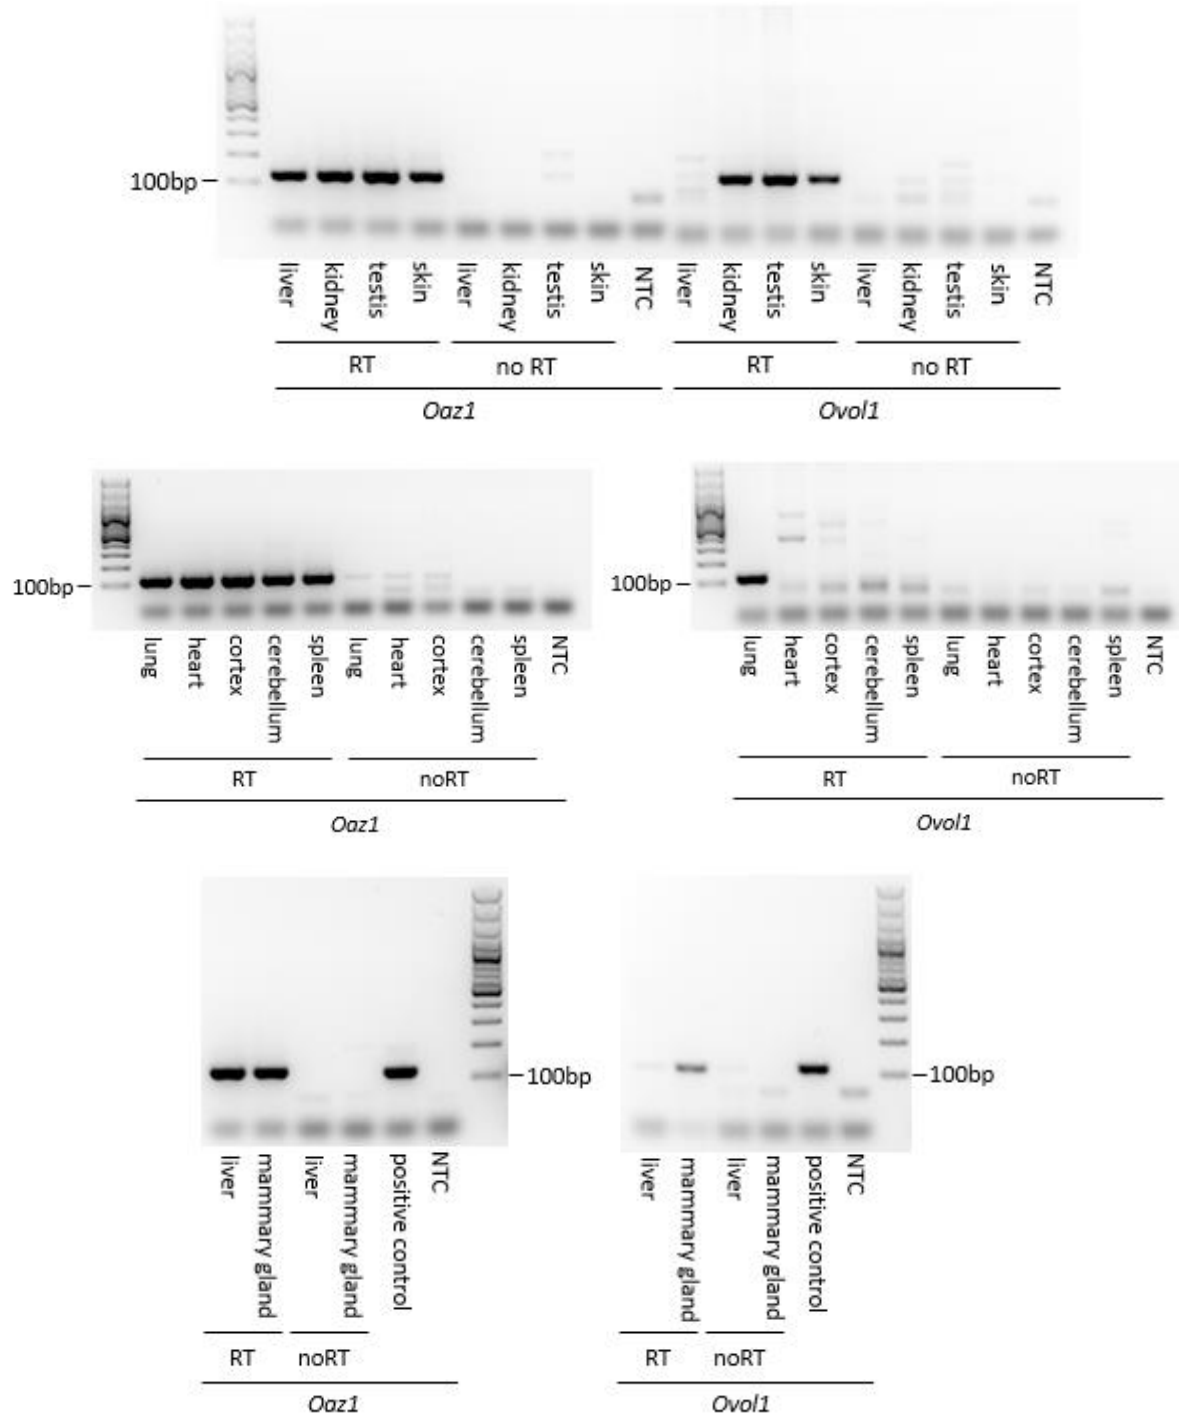 100bp
liver kidney testis skin liver kidney testis skin NTC liver kidney testis skin liver kidney testis skin NTC
RT no RT RT no RT
Oaz1 Ovol1
100bp 100bp
lung heart cortex cerebellum spleen lung heart cortex cerebellum spleen NTC lung heart cortex cerebellum spleen lung heart cortex cerebellum spleen NTC
RT noRT RT noRT
Oaz1 Ovol1
100bp 100bp
liver mammary gland liver mammary gland positive control NTC liver mammary gland liver mammary gland positive control NTC
RT noRT RT noRT
Oaz1 Ovol1